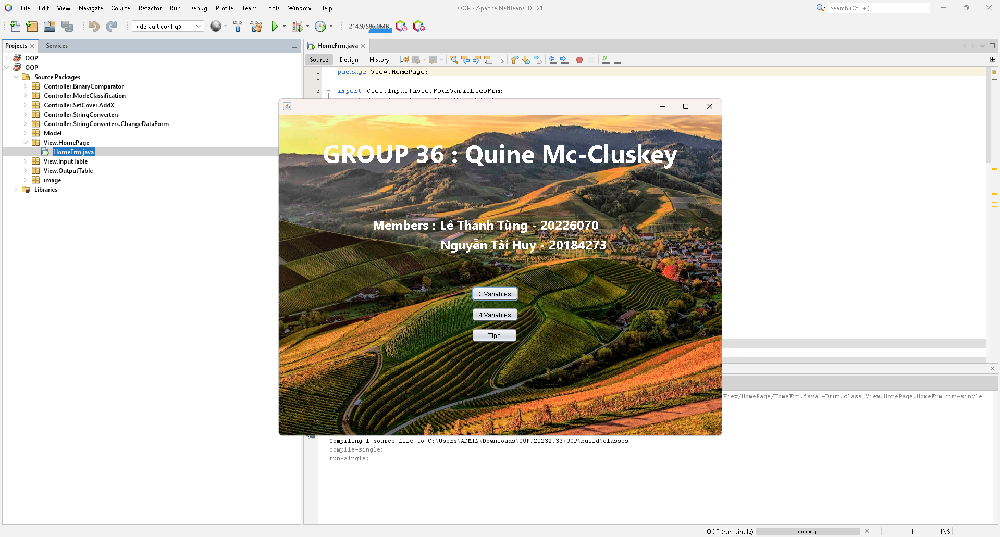 File Edit View Navigate Source Refactor Run Debug Profile Team Tools Window Help
OOP - Apache NetBeans IDE 21
Search (Ctrl+I)
<default config>
214.9/586.0MB
Projects
Services
OOP
OOP
Source Packages
Controller.BinaryComparator
Controller.ModeClassification
Controller.SetCover.AddX
Controller.StringConverters
Controller.StringConverters.ChangeDataForm
Model
View.HomePage
HomeFrm.java
View.InputTable
View.OutputTable
image
Libraries
HomeFrm.java
Source Design History
1 package View.HomePage;
2
3 import View.InputTable.FourVariablesFrm;
GROUP 36 : Quine Mc-Cluskey
Members : Lê Thanh Tùng - 20226070
Nguyễn Tài Huy - 20184273
3 Variables
4 Variables
Tips
=View/HomePage/HomeFrm.java -Drun.class=View.HomePage.HomeFrm run-single
Compiling 1 source file to C:\Users\ADMIN\Downloads\OOP.20232.33\OOP\build\classes
compile-single:
run-single:
OOP (run-single)
running...
1:1
INS